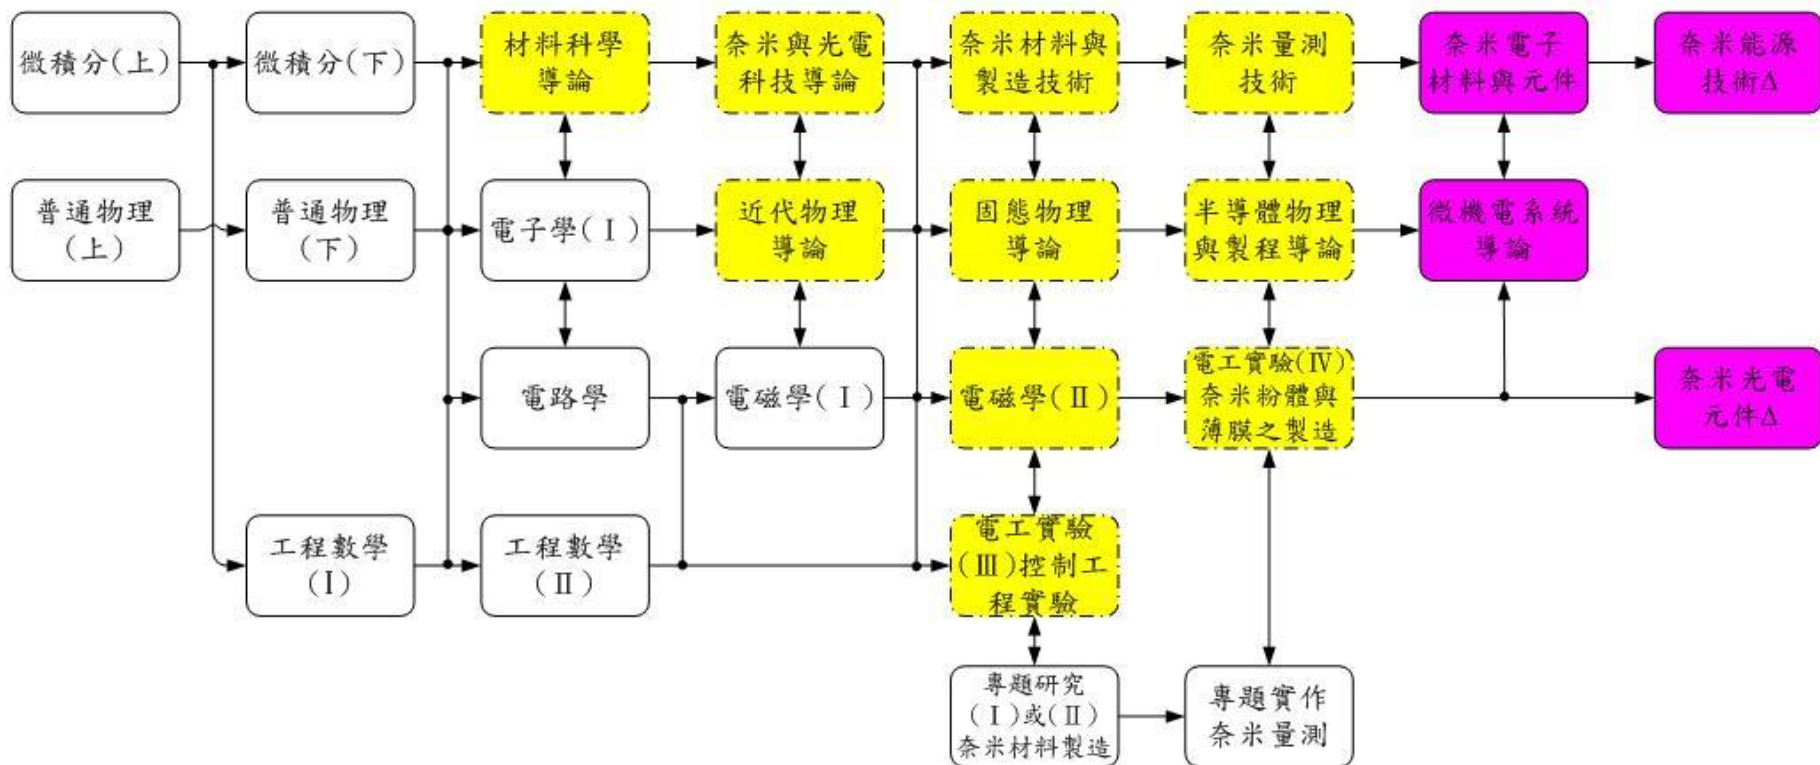 微積分(上)
微積分(下)
材料科學
導論
奈米與光電
科技導論
奈米材料與
製造技術
奈米量測
技術
奈米電子
材料與元件
奈米能源
技術Δ
普通物理
(上)
普通物理
(下)
電子學(Ⅰ)
近代物理
導論
固態物理
導論
半導體物理
與製程導論
微機電系統
導論
電路學
電磁學(Ⅰ)
電磁學(Ⅱ)
電工實驗(Ⅳ)
奈米粉體與
薄膜之製造
奈米光電
元件Δ
工程數學
(Ⅰ)
工程數學
(Ⅱ)
電工實驗
(Ⅲ)控制工
程實驗
專題研究
(Ⅰ)或(Ⅱ)
奈米材料製造
專題實作
奈米量測